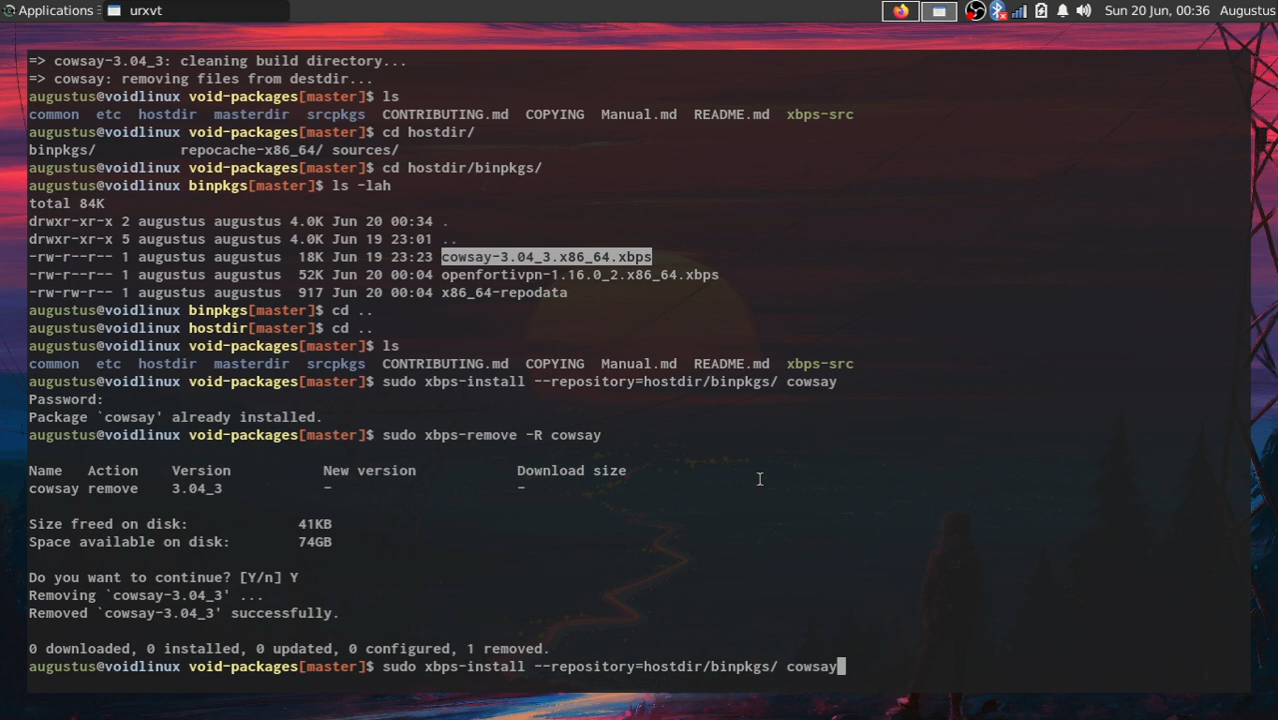 Applications urxvt Sun 20 Jun, 00:36 Augustus
=> cowsay-3.04_3: cleaning build directory...
=> cowsay: removing files from destdir...
augustus@voidlinux void-packages[master]$ ls
common etc hostdir masterdir srcpkgs CONTRIBUTING.md COPYING Manual.md README.md xbps-src
augustus@voidlinux void-packages[master]$ cd hostdir/
binpkgs/ repocache-x86_64/ sources/
augustus@voidlinux void-packages[master]$ cd hostdir/binpkgs/
augustus@voidlinux binpkgs[master]$ ls -lah
total 84K
drwxr-xr-x 2 augustus augustus 4.0K Jun 20 00:34 .
drwxr-xr-x 5 augustus augustus 4.0K Jun 19 23:01 ..
-rw-r--r-- 1 augustus augustus 18K Jun 19 23:23 cowsay-3.04_3.x86_64.xbps
-rw-r--r-- 1 augustus augustus 52K Jun 20 00:04 openfortivpn-1.16.0_2.x86_64.xbps
-rw-rw-r-- 1 augustus augustus 917 Jun 20 00:04 x86_64-repodata
augustus@voidlinux binpkgs[master]$ cd ..
augustus@voidlinux hostdir[master]$ cd ..
augustus@voidlinux void-packages[master]$ ls
common etc hostdir masterdir srcpkgs CONTRIBUTING.md COPYING Manual.md README.md xbps-src
augustus@voidlinux void-packages[master]$ sudo xbps-install --repository=hostdir/binpkgs/ cowsay
Password:
Package `cowsay' already installed.
augustus@voidlinux void-packages[master]$ sudo xbps-remove -R cowsay
Name Action Version New version Download size
cowsay remove 3.04_3 - -
Size freed on disk: 41KB
Space available on disk: 74GB
Do you want to continue? [Y/n] Y
Removing `cowsay-3.04_3' ...
Removed `cowsay-3.04_3' successfully.
0 downloaded, 0 installed, 0 updated, 0 configured, 1 removed.
augustus@voidlinux void-packages[master]$ sudo xbps-install --repository=hostdir/binpkgs/ cowsay